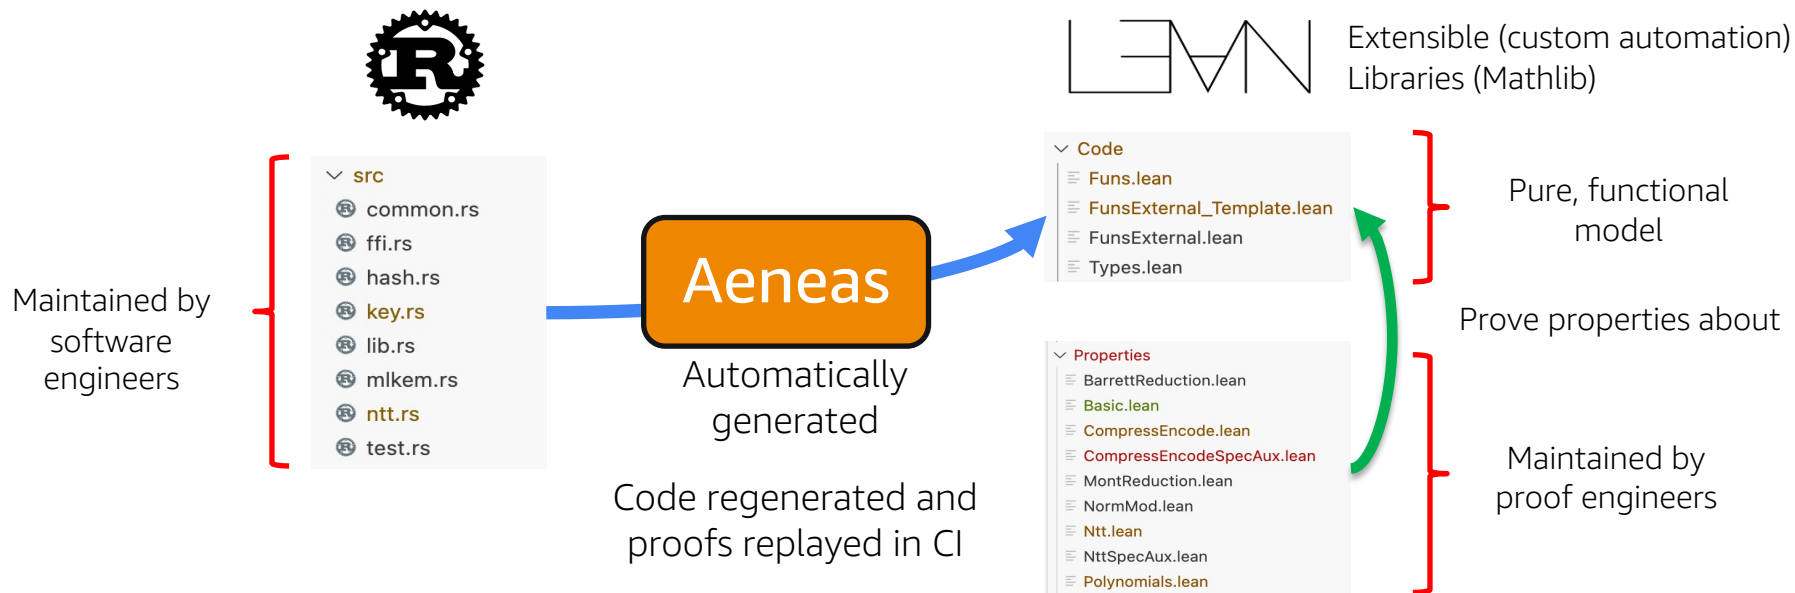 R
LEAN
Extensible (custom automation)
Libraries (Mathlib)
Maintained by
software
engineers
src
common.rs
ffi.rs
hash.rs
key.rs
lib.rs
mlkem.rs
ntt.rs
test.rs
Aeneas
Automatically
generated
Code regenerated and
proofs replayed in CI
Code
Funs.lean
FunsExternal_Template.lean
FunsExternal.lean
Types.lean
Pure, functional
model
Prove properties about
Properties
BarrettReduction.lean
Basic.lean
CompressEncode.lean
CompressEncodeSpecAux.lean
MontReduction.lean
NormMod.lean
Ntt.lean
NttSpecAux.lean
Polynomials.lean
Maintained by
proof engineers